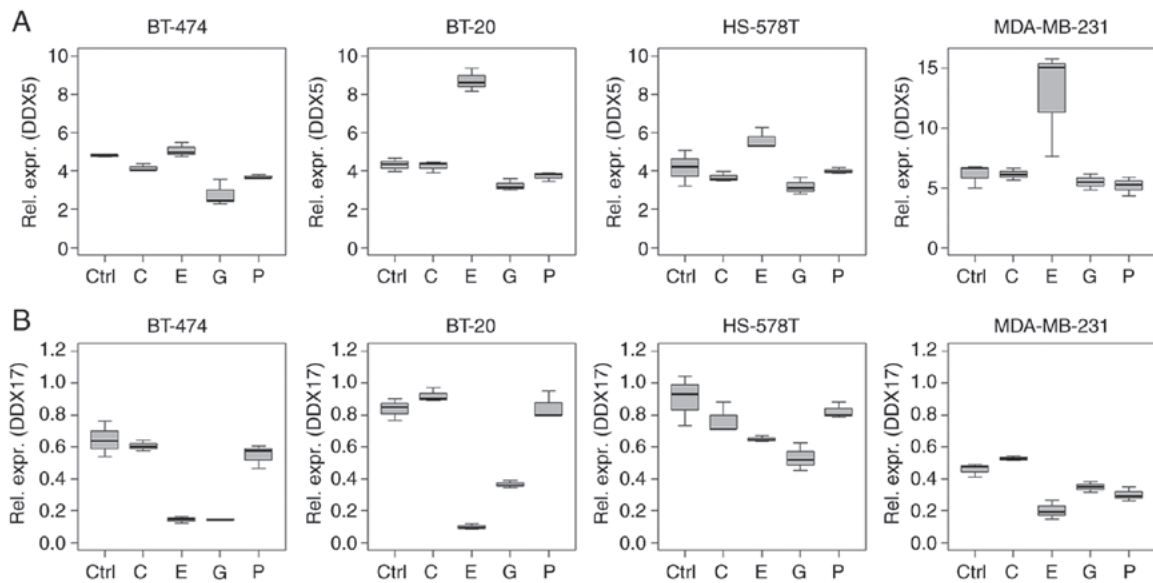 A
BT-474 BT-20 HS-578T MDA-MB-231
Rel. expr. (DDX5)
10
8
6
4
2
0
Ctrl C E G P
Rel. expr. (DDX5)
10
8
6
4
2
0
Ctrl C E G P
Rel. expr. (DDX5)
10
8
6
4
2
0
Ctrl C E G P
Rel. expr. (DDX5)
15
10
5
0
Ctrl C E G P
B
BT-474 BT-20 HS-578T MDA-MB-231
Rel. expr. (DDX17)
1.2
1.0
0.8
0.6
0.4
0.2
0.0
Ctrl C E G P
Rel. expr. (DDX17)
1.2
1.0
0.8
0.6
0.4
0.2
0.0
Ctrl C E G P
Rel. expr. (DDX17)
1.2
1.0
0.8
0.6
0.4
0.2
0.0
Ctrl C E G P
Rel. expr. (DDX17)
1.2
1.0
0.8
0.6
0.4
0.2
0.0
Ctrl C E G P